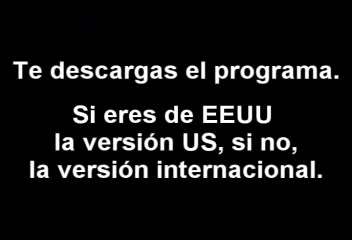 Te descargas el programa.
Si eres de EEUU
la versión US, si no,
la versión internacional.